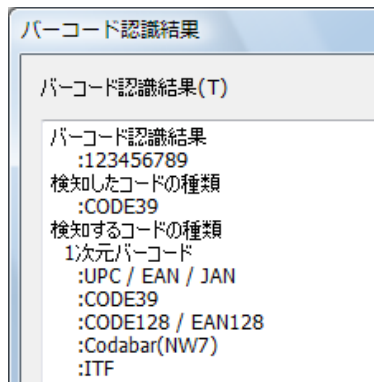 バーコード認識結果
バーコード認識結果(T)
バーコード認識結果
:123456789
検知したコードの種類
:CODE39
検知するコードの種類
1次元バーコード
:UPC / EAN / JAN
:CODE39
:CODE128 / EAN128
:Codabar(NW7)
:ITF